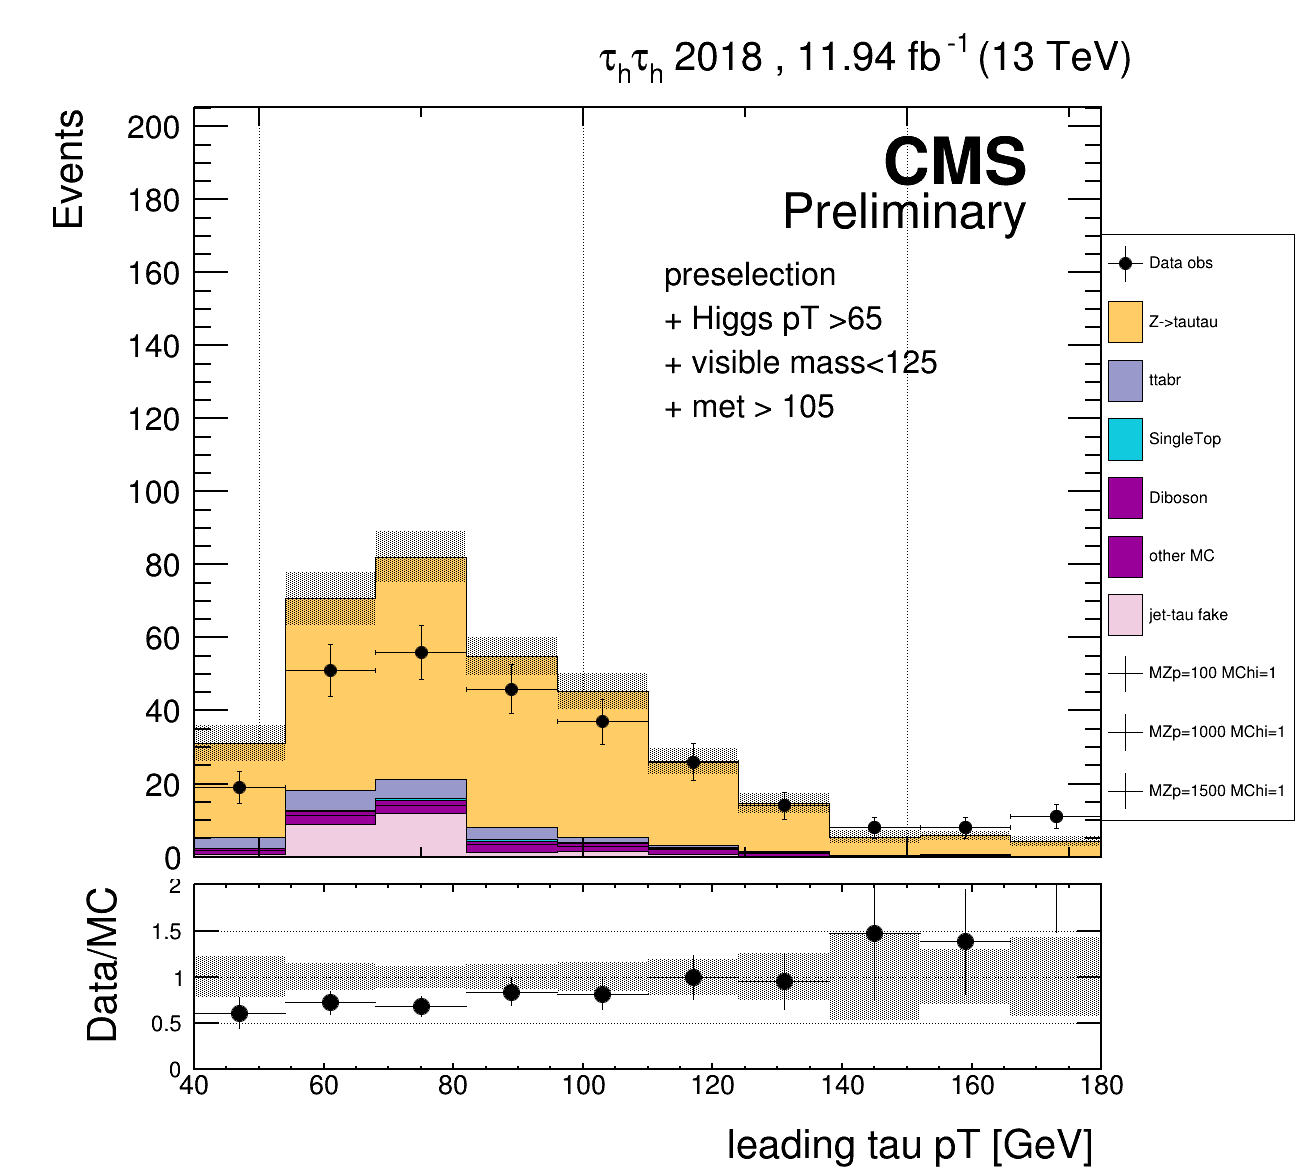 τhτh 2018 , 11.94 fb-1 (13 TeV)
Events
200
180
160
140
120
100
80
60
40
20
0
CMS
Preliminary
preselection
+ Higgs pT >65
+ visible mass<125
+ met > 105
Data obs
Z->tautau
ttabr
SingleTop
Diboson
other MC
jet-tau fake
MZp=100 MChi=1
MZp=1000 MChi=1
MZp=1500 MChi=1
Data/MC
2
1.5
1
0.5
0
40 60 80 100 120 140 160 180
leading tau pT [GeV]